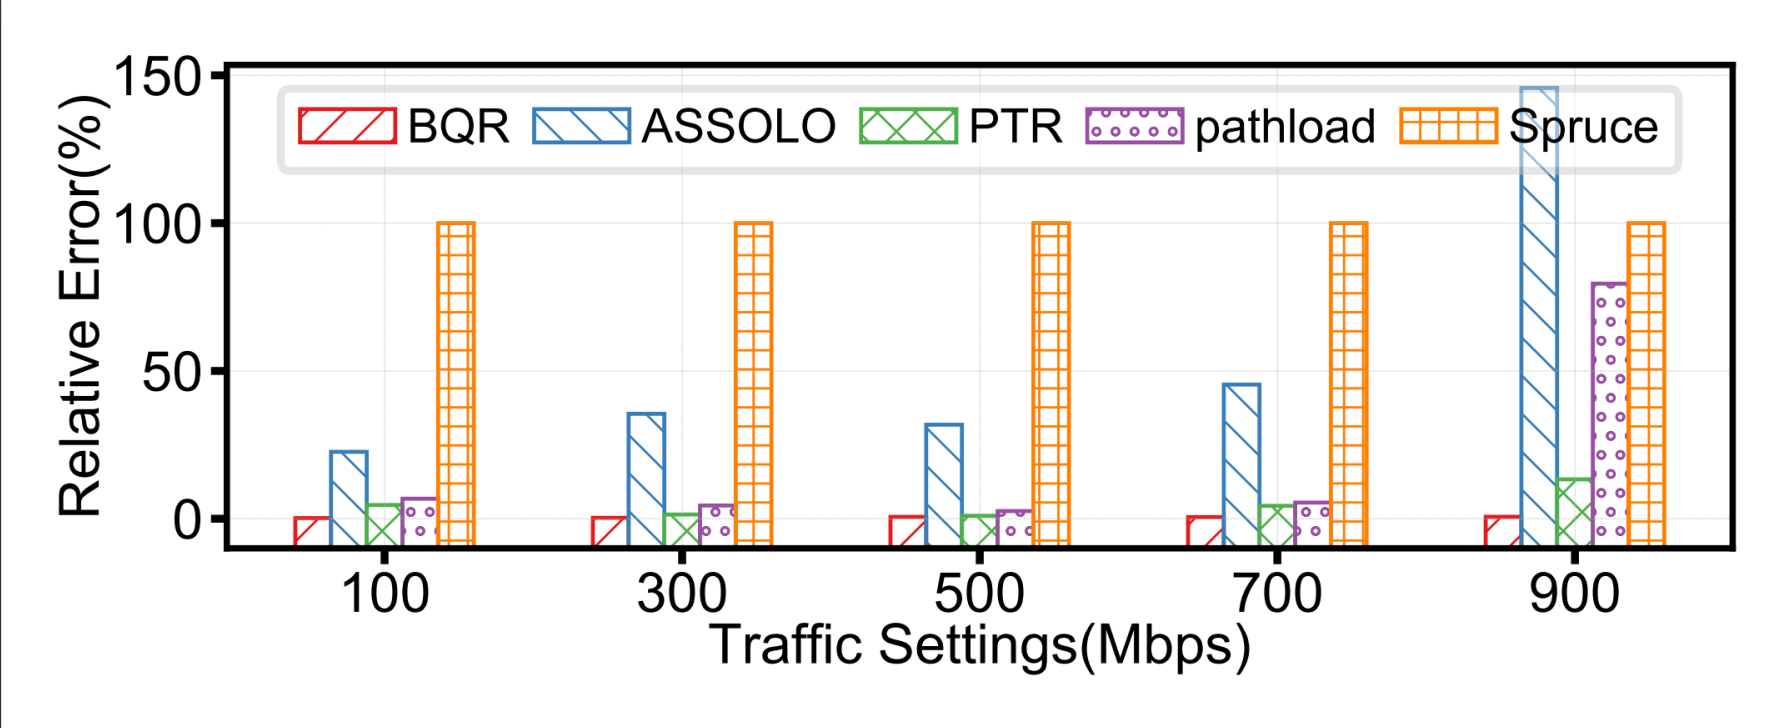 150
BQR ASSOLO PTR pathload Spruce
100
50
0
Relative Error(%)
100 300 500 700 900
Traffic Settings(Mbps)